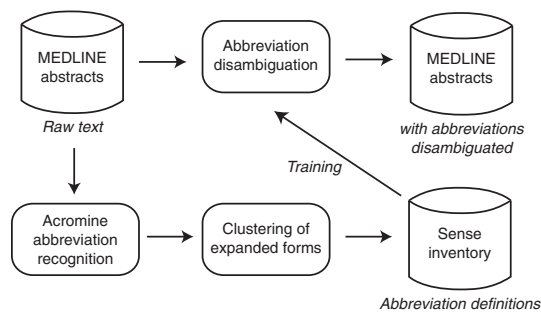 MEDLINE
abstracts
Raw text
Abbreviation
disambiguation
MEDLINE
abstracts
with abbreviations
disambiguated
Training
Acromine
abbreviation
recognition
Clustering of
expanded forms
Sense
inventory
Abbreviation definitions